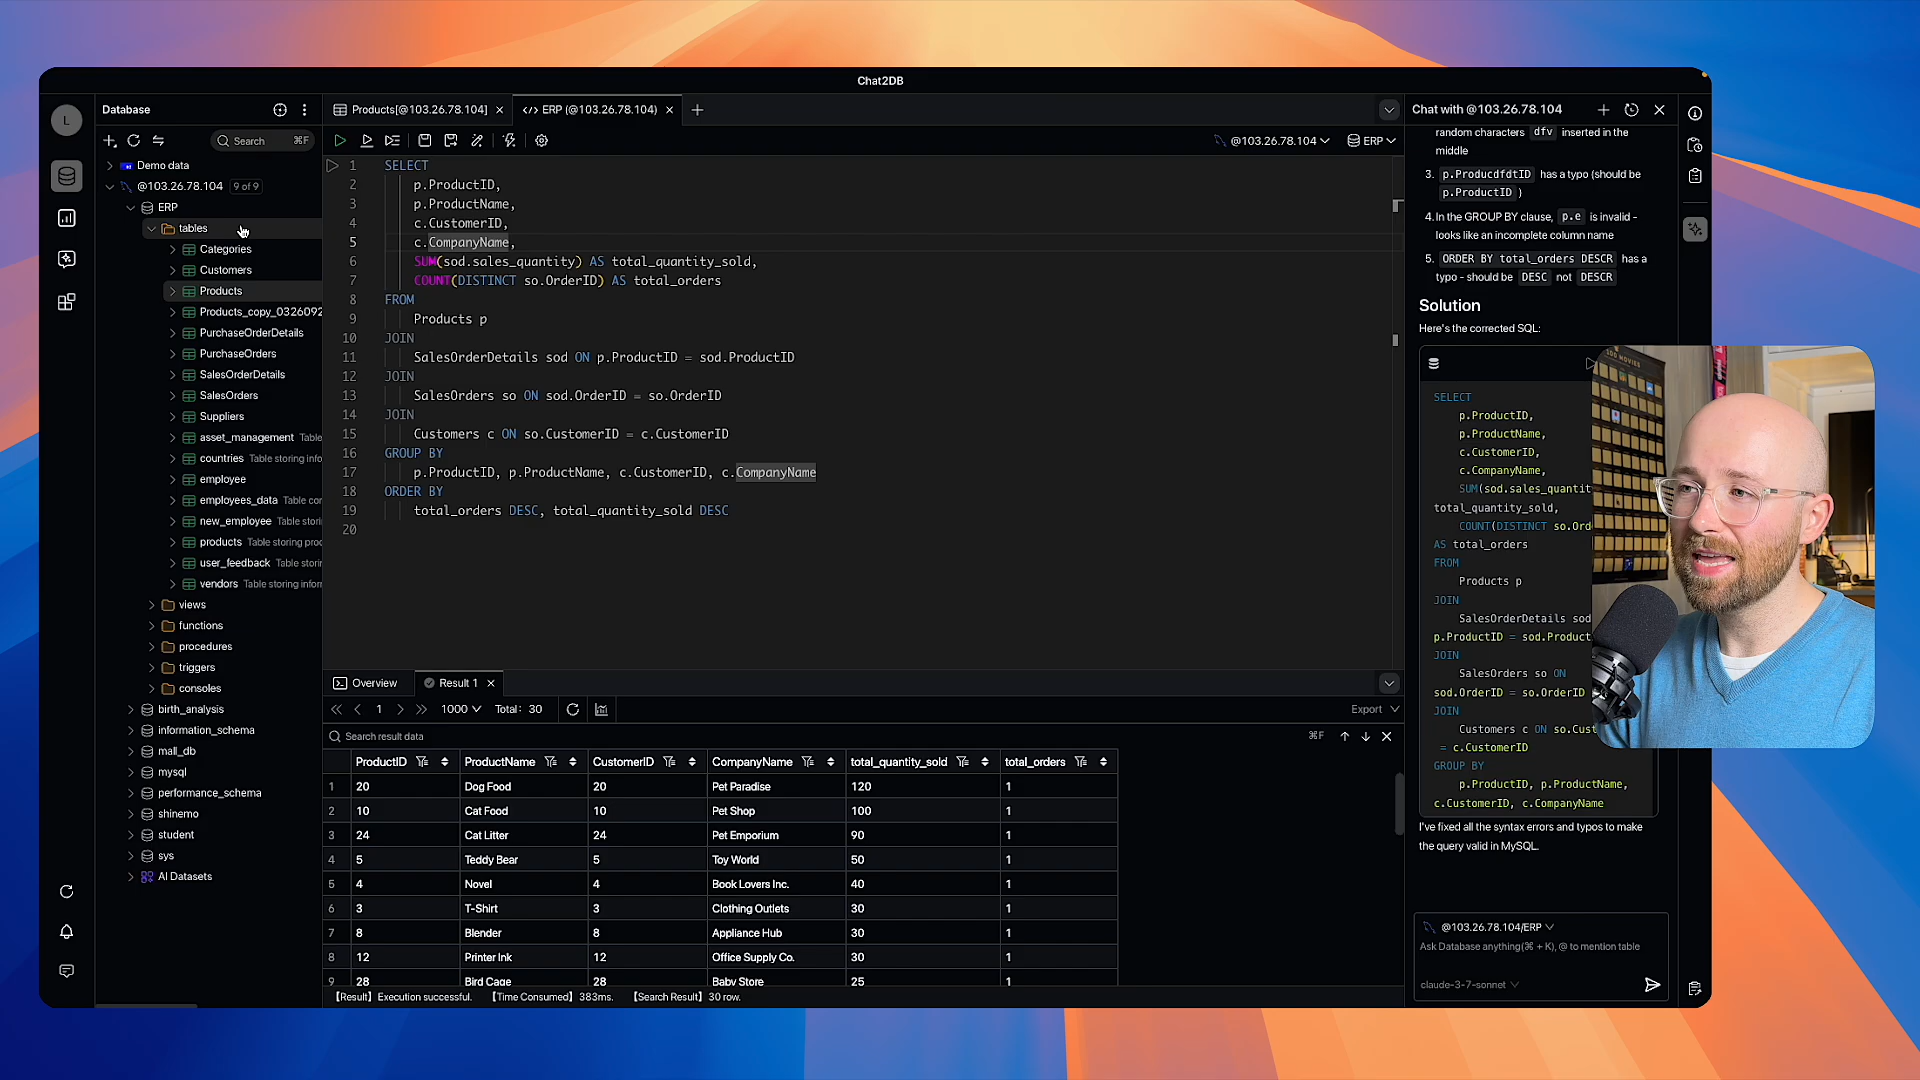 Chat2DB
L
Database
Search ⌘F
Demo data
@103.26.78.104 9 of 9
ERP
tables
Categories
Customers
Products
Products_copy_0326092
PurchaseOrderDetails
PurchaseOrders
SalesOrderDetails
SalesOrders
Suppliers
asset_management Table
countries Table storing info
employee
employees_data Table co
new_employee Table stori
products Table storing pro
user_feedback Table stor
vendors Table storing infor
views
functions
procedures
triggers
consoles
birth_analysis
information_schema
mall_db
mysql
performance_schema
shinemo
student
sys
AI Datasets
Products[@103.26.78.104]
ERP (@103.26.78.104)
@103.26.78.104 ERP
1 SELECT
2 p.ProductID,
3 p.ProductName,
4 c.CustomerID,
5 c.CompanyName,
6 SUM(sod.sales_quantity) AS total_quantity_sold,
7 COUNT(DISTINCT so.OrderID) AS total_orders
8 FROM
9 Products p
10 JOIN
11 SalesOrderDetails sod ON p.ProductID = sod.ProductID
12 JOIN
13 SalesOrders so ON sod.OrderID = so.OrderID
14 JOIN
15 Customers c ON so.CustomerID = c.CustomerID
16 GROUP BY
17 p.ProductID, p.ProductName, c.CustomerID, c.CompanyName
18 ORDER BY
19 total_orders DESC, total_quantity_sold DESC
20
Overview Result 1
1 1000 Total: 30 Export
Search result data ⌘F
ProductID ProductName CustomerID CompanyName total_quantity_sold total_orders
1 20 Dog Food 20 Pet Paradise 120 1
2 10 Cat Food 10 Pet Shop 100 1
3 24 Cat Litter 24 Pet Emporium 90 1
4 5 Teddy Bear 5 Toy World 50 1
5 4 Novel 4 Book Lovers Inc. 40 1
6 3 T-Shirt 3 Clothing Outlets 30 1
7 8 Blender 8 Appliance Hub 30 1
8 12 Printer Ink 12 Office Supply Co. 30 1
9 28 Bird Cage 28 Baby Store 25 1
【Result】Execution successful. 【Time Consumed】383ms. 【Search Result】30 row.
Chat with @103.26.78.104
random characters dfv inserted in the
middle
3. p.ProducdfdtID has a typo (should be
p.ProductID )
4. In the GROUP BY clause, p.e is invalid -
looks like an incomplete column name
5. ORDER BY total_orders DESCR has a
typo - should be DESC not DESCR
Solution
Here's the corrected SQL:
SELECT
p.ProductID,
p.ProductName,
c.CustomerID,
c.CompanyName,
SUM(sod.sales_quantit
total_quantity_sold,
COUNT(DISTINCT so.Ord
AS total_orders
FROM
Products p
JOIN
SalesOrderDetails sod
p.ProductID = sod.Product
JOIN
SalesOrders so ON
sod.OrderID = so.OrderID
JOIN
Customers c ON so.Cust
= c.CustomerID
GROUP BY
p.ProductID, p.ProductName,
c.CustomerID, c.CompanyName
I've fixed all the syntax errors and typos to make
the query valid in MySQL.
@103.26.78.104/ERP
Ask Database anything(⌘ + K), @ to mention table
claude-3-7-sonnet
100 MOVIES